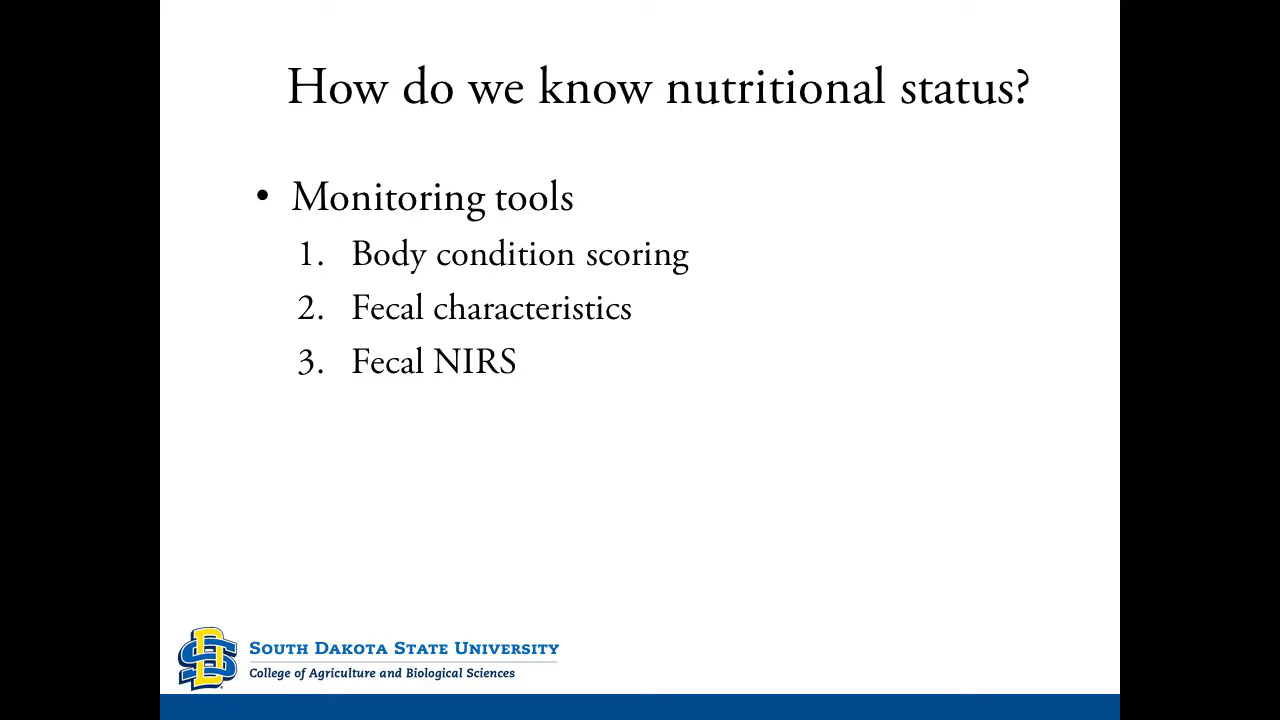 How do we know nutritional status?
• Monitoring tools
1. Body condition scoring
2. Fecal characteristics
3. Fecal NIRS
South Dakota State University
College of Agriculture and Biological Sciences